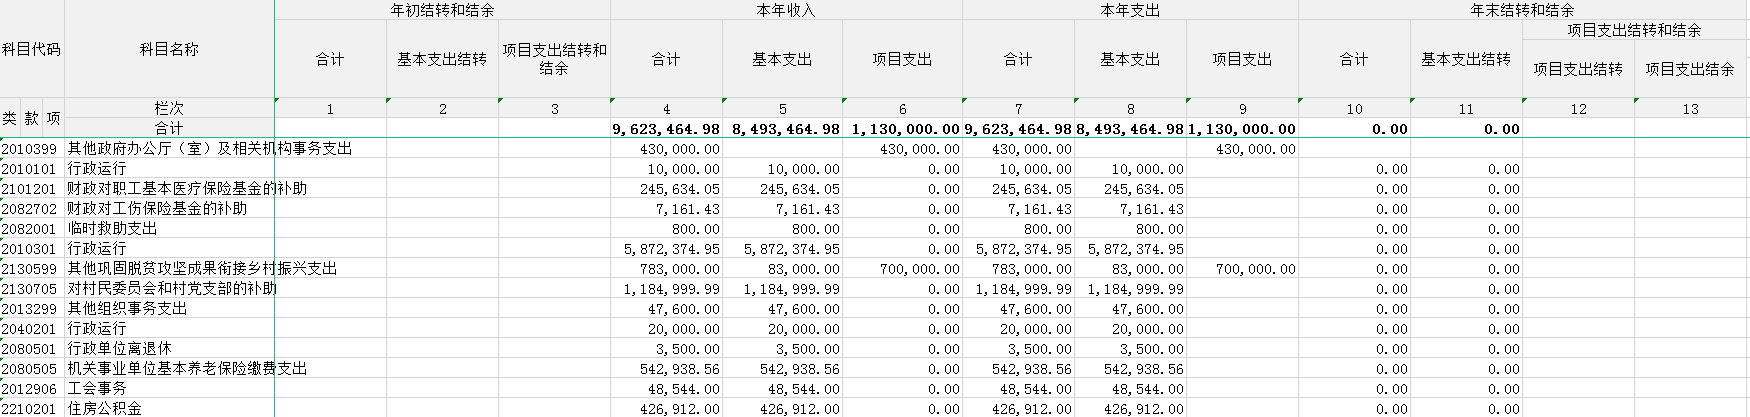 年初结转和结余 本年收入 本年支出 年末结转和结余
科目代码 科目名称 合计 基本支出结转 项目支出结转和结余 合计 基本支出 项目支出 合计 基本支出 项目支出 合计 基本支出结转 项目支出结转和结余
项目支出结转 项目支出结余
类 款 项 栏次 1 2 3 4 5 6 7 8 9 10 11 12 13
合计 9,623,464.98 8,493,464.98 1,130,000.00 9,623,464.98 8,493,464.98 1,130,000.00 0.00 0.00
2010399 其他政府办公厅（室）及相关机构事务支出 430,000.00 430,000.00 430,000.00 430,000.00
2010101 行政运行 10,000.00 10,000.00 0.00 10,000.00 10,000.00 0.00 0.00
2101201 财政对职工基本医疗保险基金的补助 245,634.05 245,634.05 0.00 245,634.05 245,634.05 0.00 0.00
2082702 财政对工伤保险基金的补助 7,161.43 7,161.43 0.00 7,161.43 7,161.43 0.00 0.00
2082001 临时救助支出 800.00 800.00 0.00 800.00 800.00 0.00 0.00
2010301 行政运行 5,872,374.95 5,872,374.95 0.00 5,872,374.95 5,872,374.95 0.00 0.00
2130599 其他巩固脱贫攻坚成果衔接乡村振兴支出 783,000.00 83,000.00 700,000.00 783,000.00 83,000.00 700,000.00 0.00 0.00
2130705 对村民委员会和村党支部的补助 1,184,999.99 1,184,999.99 0.00 1,184,999.99 1,184,999.99 0.00 0.00
2013299 其他组织事务支出 47,600.00 47,600.00 0.00 47,600.00 47,600.00 0.00 0.00
2040201 行政运行 20,000.00 20,000.00 0.00 20,000.00 20,000.00 0.00 0.00
2080501 行政单位离退休 3,500.00 3,500.00 0.00 3,500.00 3,500.00 0.00 0.00
2080505 机关事业单位基本养老保险缴费支出 542,938.56 542,938.56 0.00 542,938.56 542,938.56 0.00 0.00
2012906 工会事务 48,544.00 48,544.00 0.00 48,544.00 48,544.00 0.00 0.00
2210201 住房公积金 426,912.00 426,912.00 0.00 426,912.00 426,912.00 0.00 0.00